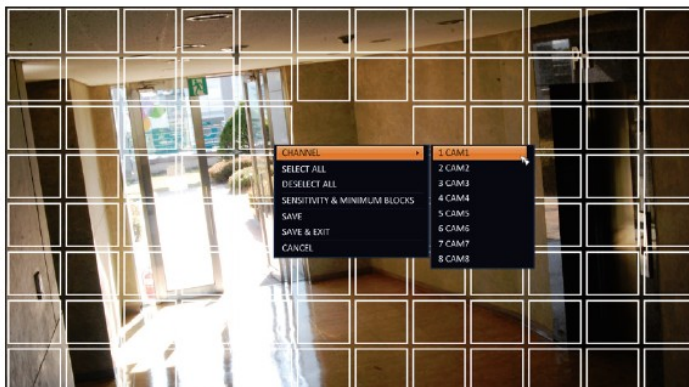 CHANNEL
SELECT ALL
DESELECT ALL
SENSITIVITY & MINIMUM BLOCKS
SAVE
SAVE & EXIT
CANCEL
1 CAM1
2 CAM2
3 CAM3
4 CAM4
5 CAM5
6 CAM6
7 CAM7
8 CAM8